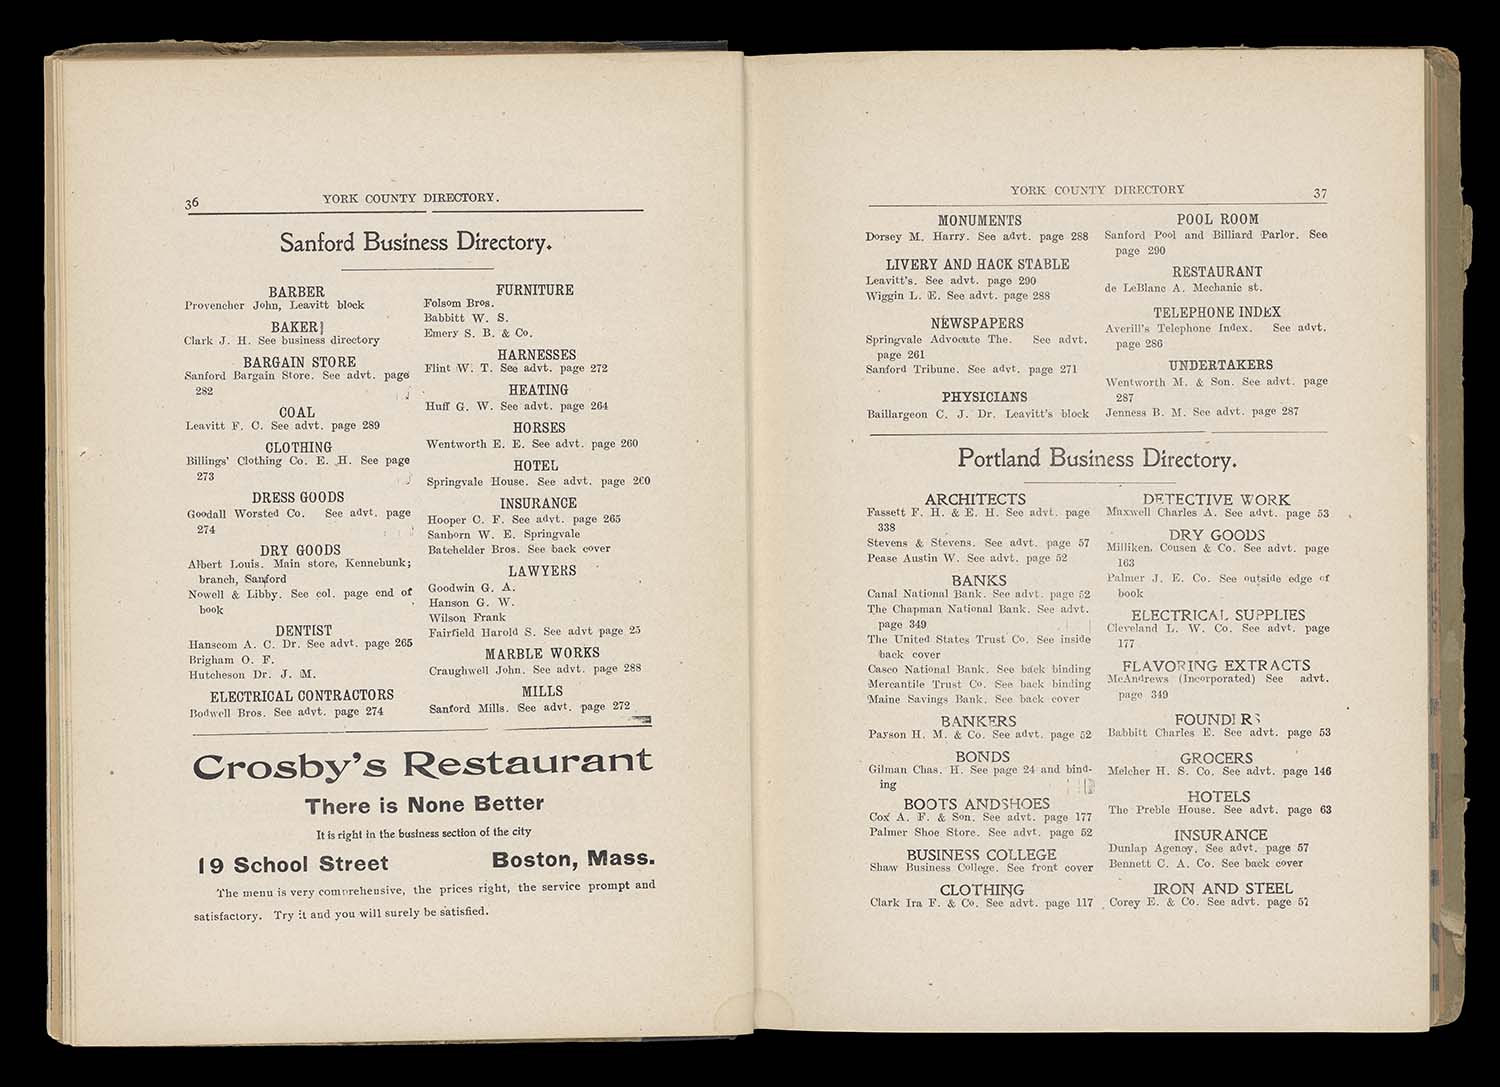 36
YORK COUNTY DIRECTORY.
Sanford Business Directory.
BARBER
Provencher John, Leavitt block
BAKER
Clark J. H. See business directory
BARGAIN STORE
Sanford Bargain Store. See advt. page
282
COAL
Leavitt F. C. See advt. page 289
CLOTHING
Billings' Clothing Co. E. H. See page
273
DRESS GOODS
Goodall Worsted Co. See advt. page
274
DRY GOODS
Albert Louis. Main store, Kennebunk;
branch, Sanford
Nowell & Libby. See col. page end of
book
DENTIST
Hanscom A. C. Dr. See advt. page 265
Brigham O. F.
Hutcheson Dr. J. M.
ELECTRICAL CONTRACTORS
Bodwell Bros. See advt. page 274
FURNITURE
Folsom Bros.
Babbitt W. S.
Emery S. B. & Co.
HARNESSES
Flint W. T. See advt. page 272
HEATING
Huff G. W. See advt. page 264
HORSES
Wentworth E. E. See advt. page 260
HOTEL
Springvale House. See advt. page 260
INSURANCE
Hooper C. F. See advt. page 265
Sanborn W. E. Springvale
Batchelder Bros. See back cover
LAWYERS
Goodwin G. A.
Hanson G. W.
Wilson Frank
Fairfield Harold S. See advt page 25
MARBLE WORKS
Craughwell John. See advt. page 288
MILLS
Sanford Mills. See advt. page 272
Crosby's Restaurant
There is None Better
It is right in the business section of the city
19 School Street Boston, Mass.
The menu is very comprehensive, the prices right, the service prompt and
satisfactory. Try it and you will surely be satisfied.
YORK COUNTY DIRECTORY
37
MONUMENTS
Dorsey M. Harry. See advt. page 288
LIVERY AND HACK STABLE
Leavitt's. See advt. page 290
Wiggin L. E. See advt. page 288
NEWSPAPERS
Springvale Advocate The. See advt.
page 261
Sanford Tribune. See advt. page 271
PHYSICIANS
Baillargeon C. J. Dr. Leavitt's block
POOL ROOM
Sanford Pool and Billiard Parlor. See
page 290
RESTAURANT
de LeBlanc A. Mechanic st.
TELEPHONE INDEX
Averill's Telephone Index. See advt.
page 286
UNDERTAKERS
Wentworth M. & Son. See advt. page
287
Jenness B. M. See advt. page 287
Portland Business Directory.
ARCHITECTS
Fassett F. H. & E. H. See advt. page
338
Stevens & Stevens. See advt. page 57
Pease Austin W. See advt. page 52
BANKS
Canal National Bank. See advt. page 52
The Chapman National Bank. See advt.
page 349
The United States Trust Co. See inside
back cover
Casco National Bank. See back binding
Mercantile Trust Co. See back binding
Maine Savings Bank. See back cover
BANKERS
Payson H. M. & Co. See advt. page 52
BONDS
Gilman Chas. H. See page 24 and bind-
ing
BOOTS ANDSHOES
Cox A. F. & Son. See advt. page 177
Palmer Shoe Store. See advt. page 52
BUSINESS COLLEGE
Shaw Business College. See front cover
CLOTHING
Clark Ira F. & Co. See advt. page 117
DETECTIVE WORK
Maxwell Charles A. See advt. page 53
DRY GOODS
Milliken, Cousen & Co. See advt. page
163
Palmer J. E. Co. See outside edge of
book
ELECTRICAL SUPPLIES
Cleveland L. W. Co. See advt. page
177
FLAVORING EXTRACTS
McAndrews (Incorporated) See advt.
page 349
Babbitt Charles E. See advt. page 53
GROCERS
Melcher H. S. Co. See advt. page 146
HOTELS
The Preble House. See advt. page 63
INSURANCE
Dunlap Agency. See advt. page 57
Bennett C. A. Co. See back cover
IRON AND STEEL
Corey E. & Co. See advt. page 57